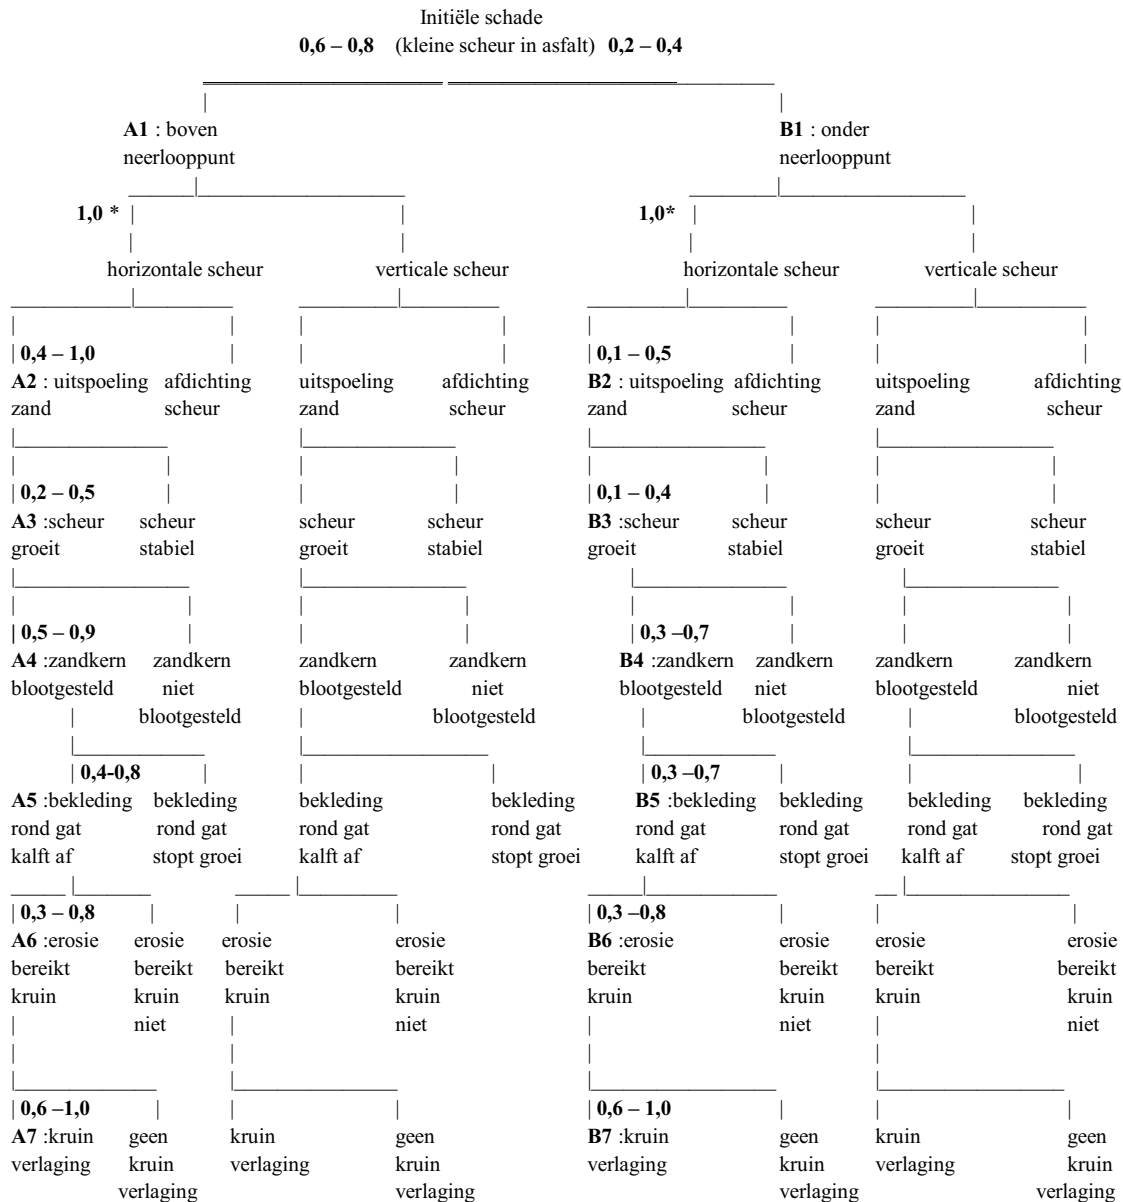 Initiële schade
0,6 – 0,8 (kleine scheur in asfalt) 0,2 – 0,4
A1 : boven B1 : onder
neerlooppunt neerlooppunt
1,0 * 1,0*
horizontale scheur verticale scheur horizontale scheur verticale scheur
0,4 – 1,0 0,1 – 0,5
A2 : uitspoeling afdichting uitspoeling afdichting B2 : uitspoeling afdichting uitspoeling afdichting
zand scheur zand scheur zand scheur zand scheur
0,2 – 0,5 0,1 – 0,4
A3 :scheur scheur scheur scheur B3 :scheur scheur scheur scheur
groeit stabiel groeit stabiel groeit stabiel groeit stabiel
0,5 – 0,9 0,3 –0,7
A4 :zandkern zandkern zandkern zandkern B4 :zandkern zandkern zandkern zandkern
blootgesteld niet blootgesteld niet blootgesteld niet blootgesteld niet
blootgesteld blootgesteld blootgesteld blootgesteld
0,4-0,8 0,3 –0,7
A5 :bekleding bekleding bekleding bekleding B5 :bekleding bekleding bekleding bekleding
rond gat rond gat rond gat rond gat rond gat rond gat rond gat rond gat
kalft af stopt groei kalft af stopt groei kalft af stopt groei kalft af stopt groei
0,3 – 0,8 0,3 –0,8
A6 :erosie erosie erosie erosie B6 :erosie erosie erosie erosie
bereikt bereikt bereikt bereikt bereikt bereikt bereikt bereikt
kruin kruin kruin kruin kruin kruin kruin kruin
niet niet niet niet
0,6 –1,0 0,6 – 1,0
A7 :kruin geen kruin geen B7 :kruin geen kruin geen
verlaging kruin verlaging kruin verlaging kruin verlaging kruin
verlaging verlaging verlaging verlaging